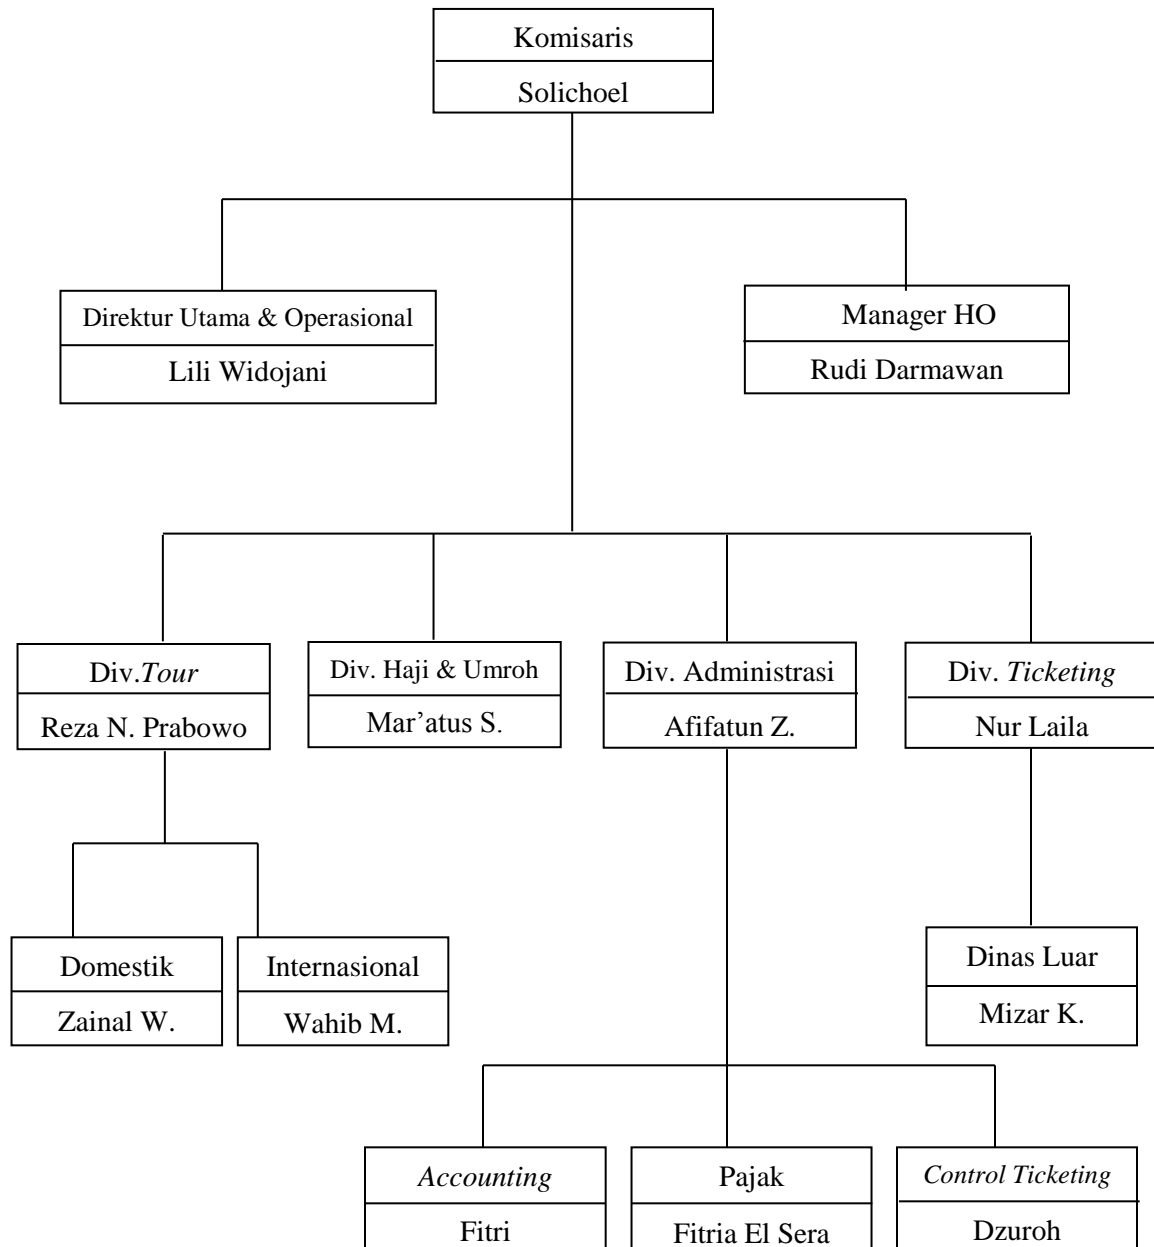 Komisaris
Solichoel
Direktur Utama & Operasional
Lili Widojani
Manager HO
Rudi Darmawan
Div.Tour
Reza N. Prabowo
Div. Haji & Umroh
Mar’atus S.
Div. Administrasi
Afifatun Z.
Div. Ticketing
Nur Laila
Domestik
Zainal W.
Internasional
Wahib M.
Dinas Luar
Mizar K.
Accounting
Fitri
Pajak
Fitria El Sera
Control Ticketing
Dzuroh